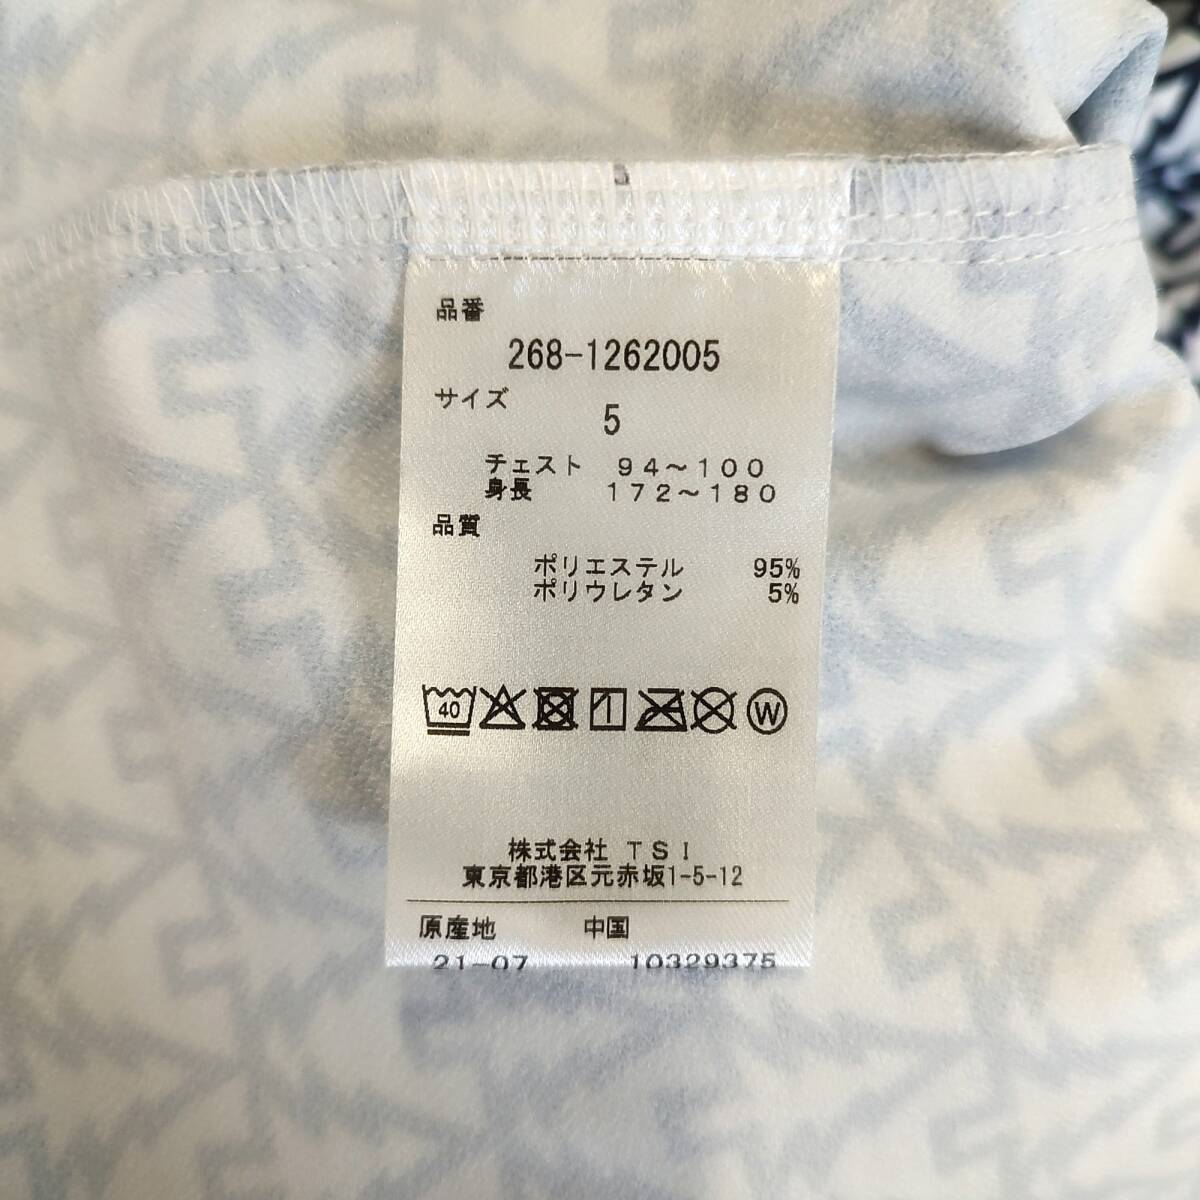 品番
268-1262005
サイズ
5
チェスト 94～100
身長 172～180
品質
ポリエステル 95%
ポリウレタン 5%
40 W
株式会社 TSI
東京都港区元赤坂1-5-12
原産地 中国
21-07 10329375